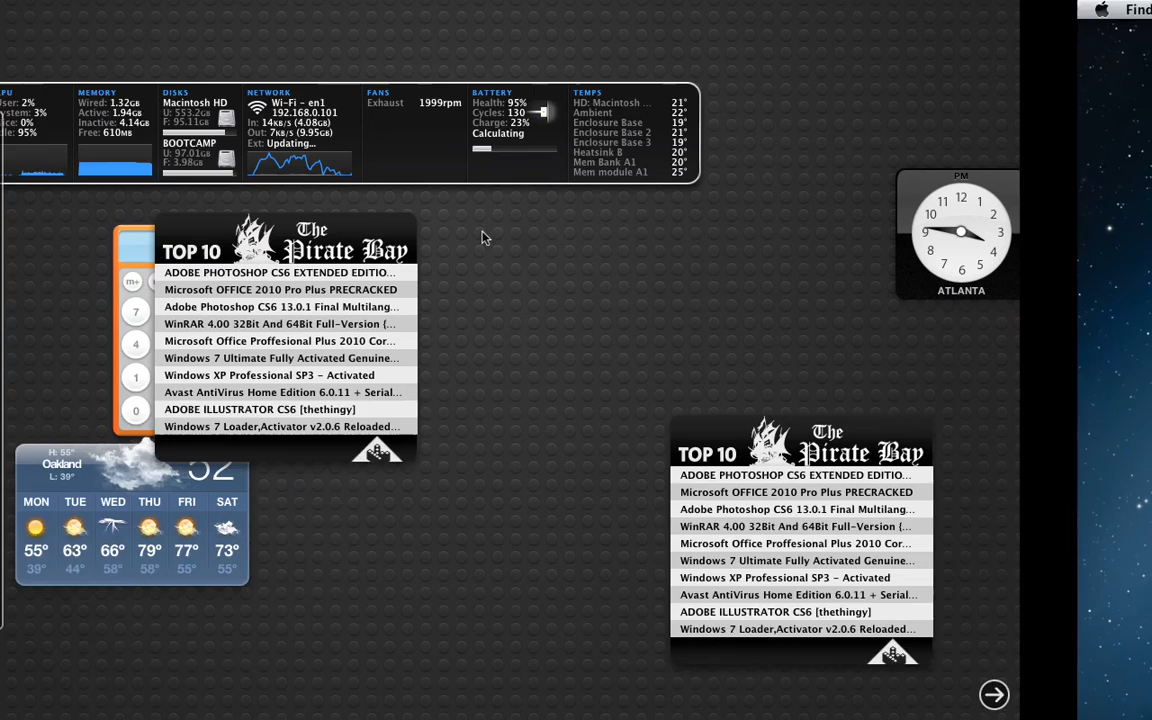 Find
PU
MEMORY
DISKS
NETWORK
FANS
BATTERY
TEMPS
User: 2%
System: 3%
ice: 0%
dle: 95%
Wired: 1.32GB
Active: 1.94GB
Inactive: 4.14GB
Free: 610MB
Macintosh HD
U: 553.2GB
F: 95.11GB
BOOTCAMP
U: 97.01GB
F: 3.98GB
Wi-Fi - en1
192.168.0.101
In: 14KB/s (4.08GB)
Out: 7KB/s (9.95GB)
Ext: Updating...
Exhaust 1999rpm
Health: 95%
Cycles: 130
Charge: 23%
Calculating
HD: Macintosh ... 21°
Ambient 22°
Enclosure Base 19°
Enclosure Base 2 21°
Enclosure Base 3 19°
Heatsink B 20°
Mem Bank A1 20°
Mem module A1 25°
PM
12
1
2
3
4
5
6
7
8
9
10
11
ATLANTA
m+
7
4
1
0
TOP 10
The
Pirate Bay
ADOBE PHOTOSHOP CS6 EXTENDED EDITIO...
Microsoft OFFICE 2010 Pro Plus PRECRACKED
Adobe Photoshop CS6 13.0.1 Final Multilang...
WinRAR 4.00 32Bit And 64Bit Full-Version (...
Microsoft Office Proffesional Plus 2010 Cor...
Windows 7 Ultimate Fully Activated Genuine...
Windows XP Professional SP3 - Activated
Avast AntiVirus Home Edition 6.0.11 + Serial...
ADOBE ILLUSTRATOR CS6 [thethingy]
Windows 7 Loader,Activator v2.0.6 Reloaded...
H: 55°
Oakland
L: 39°
52
MON TUE WED THU FRI SAT
55° 63° 66° 79° 77° 73°
39° 44° 58° 58° 55° 55°
TOP 10
The
Pirate Bay
ADOBE PHOTOSHOP CS6 EXTENDED EDITIO...
Microsoft OFFICE 2010 Pro Plus PRECRACKED
Adobe Photoshop CS6 13.0.1 Final Multilang...
WinRAR 4.00 32Bit And 64Bit Full-Version (...
Microsoft Office Proffesional Plus 2010 Cor...
Windows 7 Ultimate Fully Activated Genuine...
Windows XP Professional SP3 - Activated
Avast AntiVirus Home Edition 6.0.11 + Serial...
ADOBE ILLUSTRATOR CS6 [thethingy]
Windows 7 Loader,Activator v2.0.6 Reloaded...